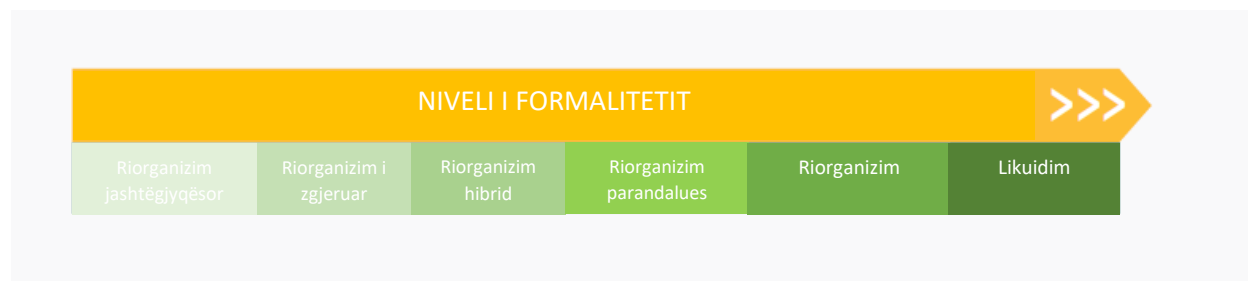 NIVELI I FORMALITETIT
>>>
Riorganizim
jashtëgjyqësor
Riorganizim i
zgjeruar
Riorganizim
hibrid
Riorganizim
parandalues
Riorganizim
Likuidim